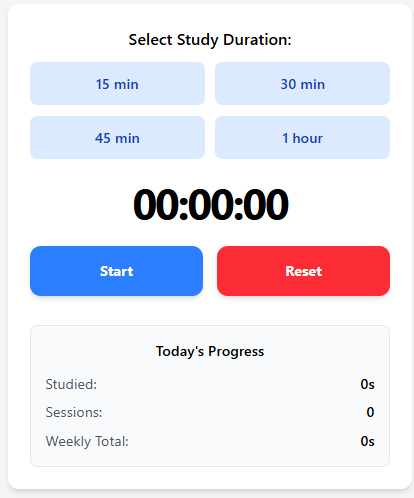 Select Study Duration:
15 min 30 min
45 min 1 hour
00:00:00
Start Reset
Today's Progress
Studied: 0s
Sessions: 0
Weekly Total: 0s